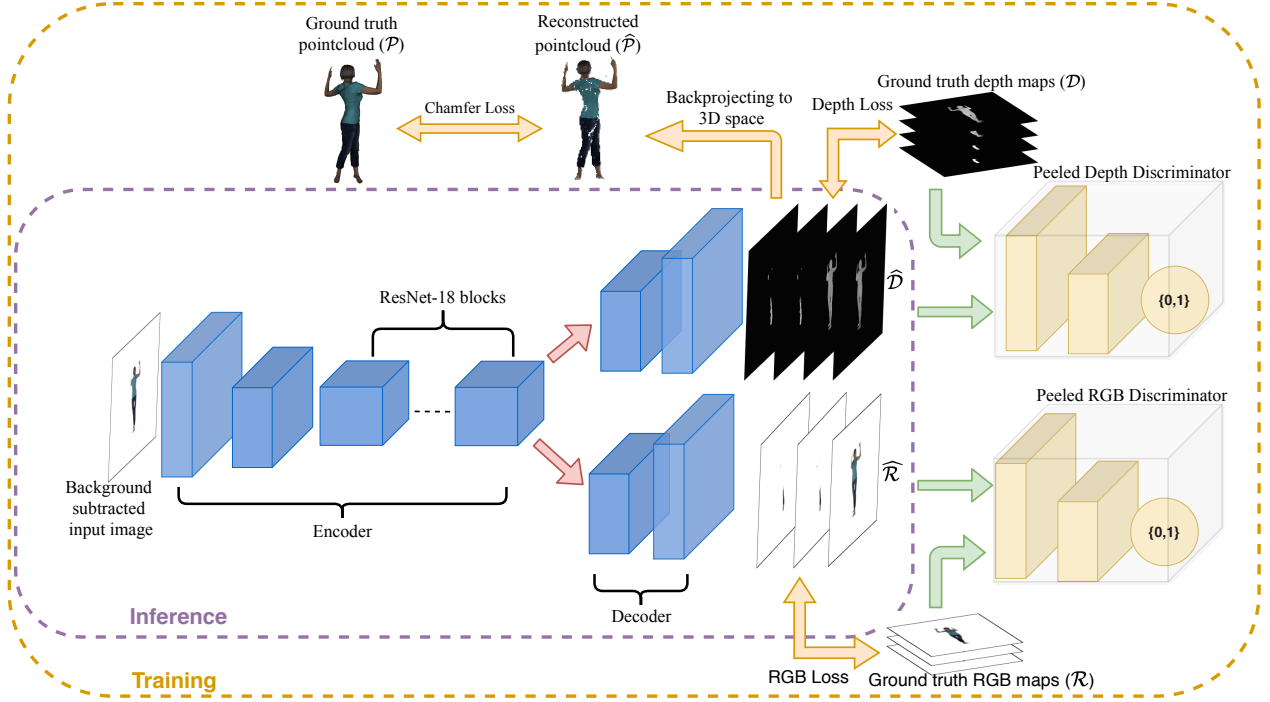 Ground truth
pointcloud (𝒫)
Reconstructed
pointcloud (𝒫̂)
Chamfer Loss
Backprojecting to
3D space
Depth Loss
Ground truth depth maps (𝒟)
Peeled Depth Discriminator
{0,1}
𝒟̂
ResNet-18 blocks
Background
subtracted
input image
Encoder
Decoder
ℛ̂
Peeled RGB Discriminator
{0,1}
Inference
Training
RGB Loss
Ground truth RGB maps (ℛ)